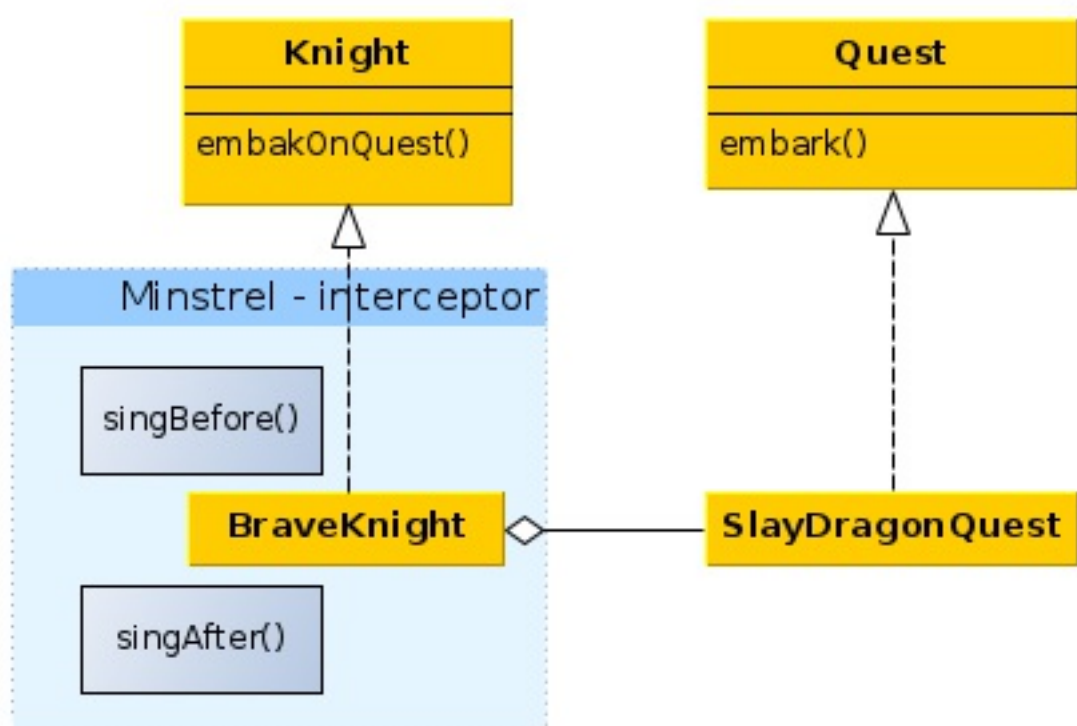 Knight
embakOnQuest()
Quest
embark()
Minstrel - interceptor
singBefore()
BraveKnight
SlayDragonQuest
singAfter()